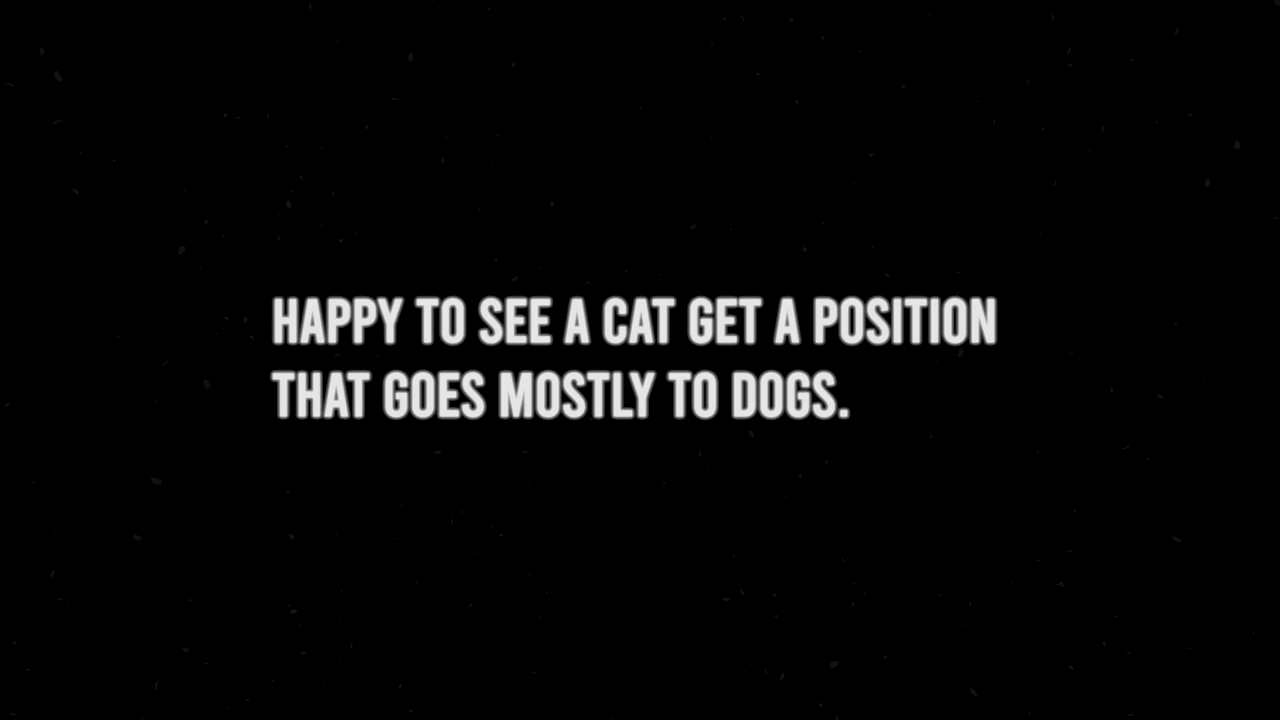 HAPPY TO SEE A CAT GET A POSITION
THAT GOES MOSTLY TO DOGS.